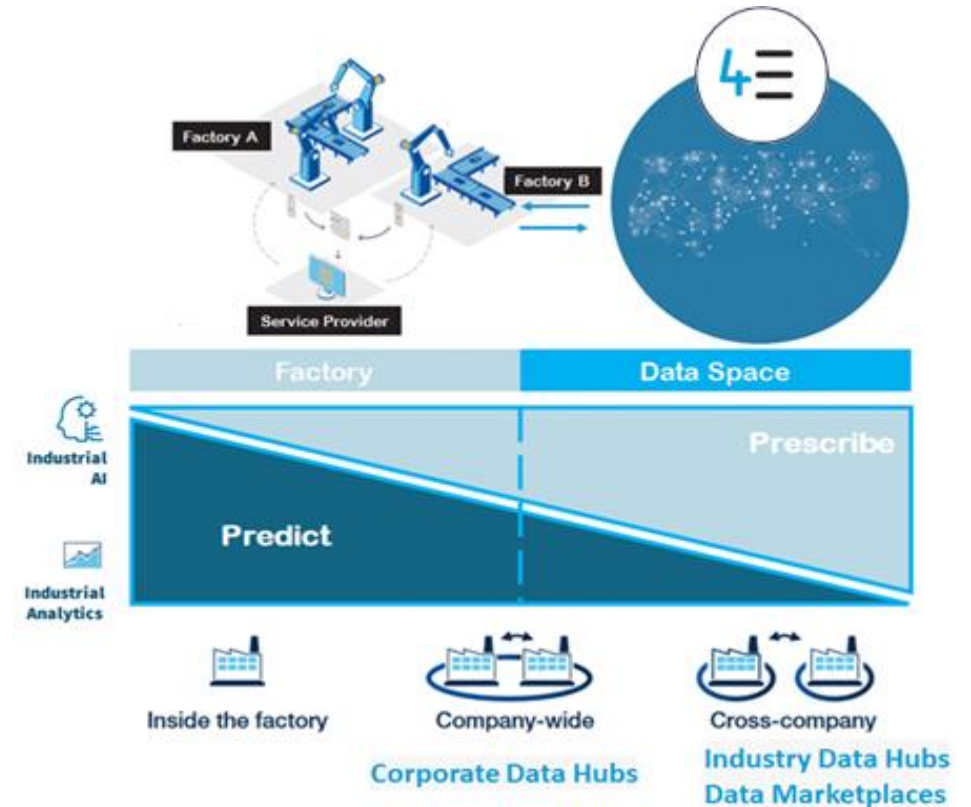 4
Factory A
Factory B
Service Provider
Factory
Data Space
Industrial
AI
Prescribe
Predict
Industrial
Analytics
Inside the factory
Company-wide
Cross-company
Corporate Data Hubs
Industry Data Hubs
Data Marketplaces